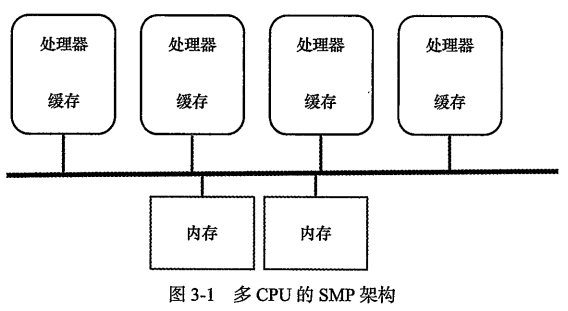 处理器 处理器 处理器 处理器
缓存 缓存 缓存 缓存
内存 内存
图 3-1 多 CPU 的 SMP 架构